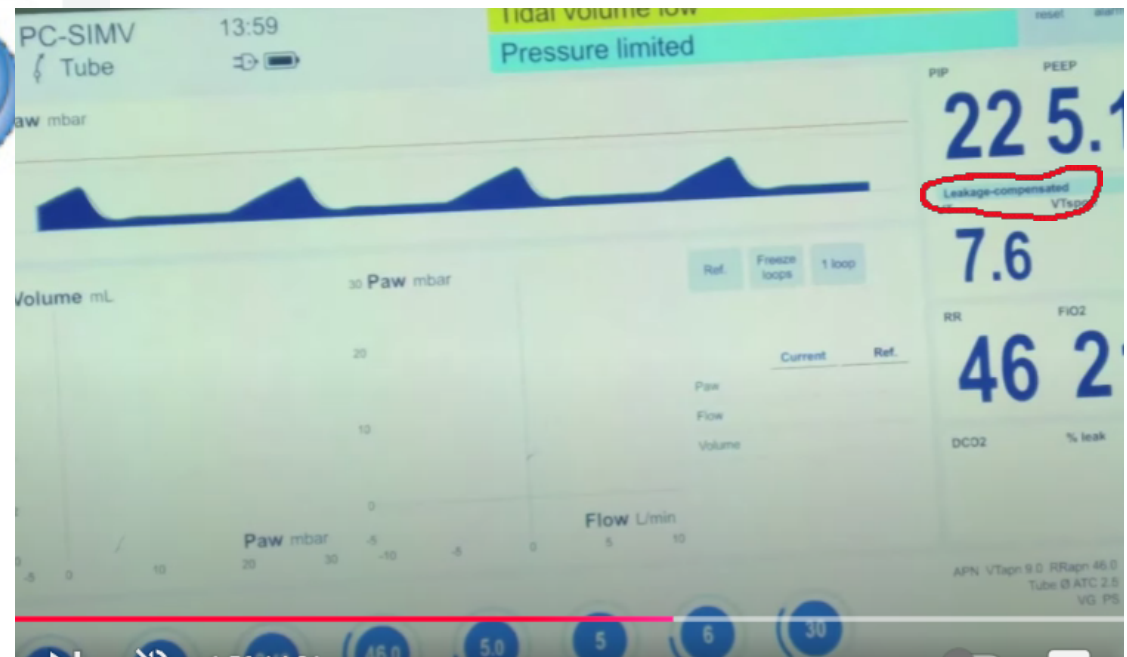 PC-SIMV
13:59
Tube
Tidal volume low
Pressure limited
reset
PIP
PEEP
22
5.1
aw mbar
Leakage-compensated
7.6
Volume mL
30 Paw mbar
Ref.
Freeze loops
1 loop
20
10
0
-5
Current
Ref.
Paw
Flow
Volume
RR
FiO2
46
2
DCO2
% leak
Paw mbar
Flow L/min
-5 0 10 20 30
-10 -5 0 5 10
APN VTapn 9.0 RRapn 46.0
Tube Ø ATC 2.5
VG PS
46.0
5.0
5
6
30